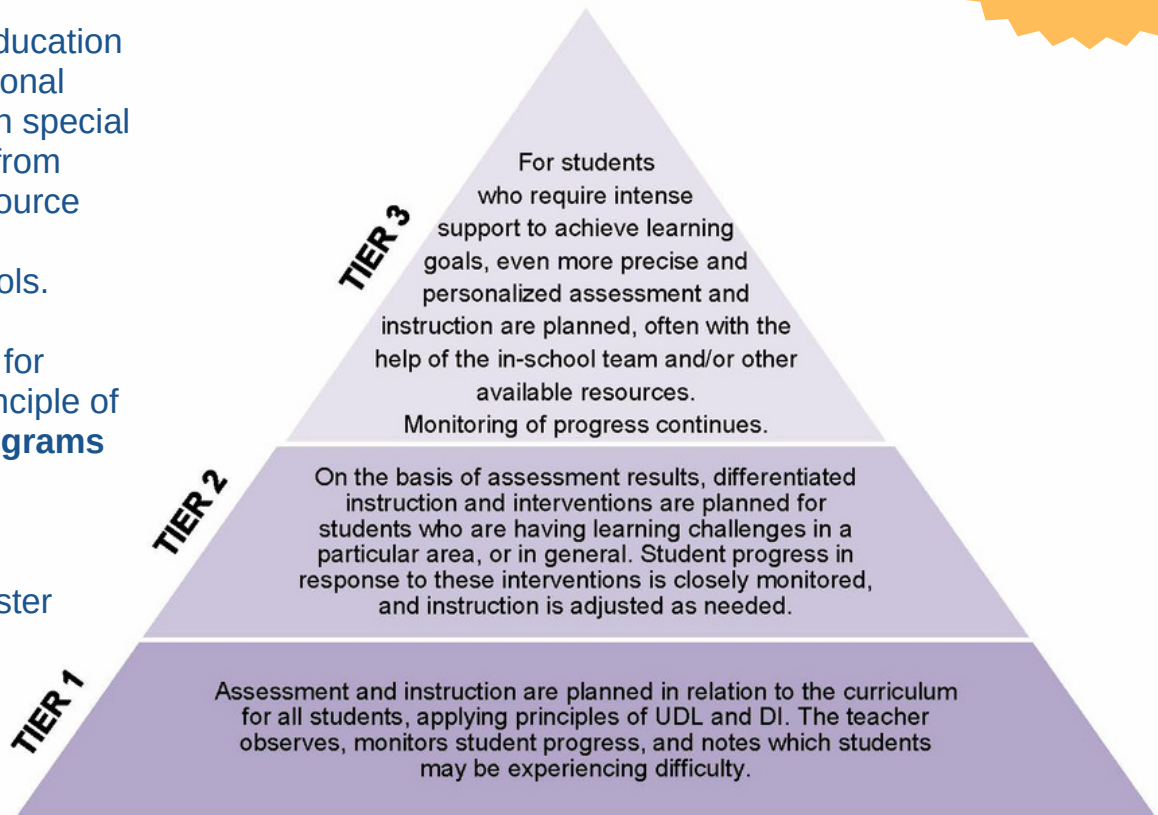 ducation
ional
n special
from
ource
ols.
for
nciple of
grams
ster
TIER 3
For students
who require intense
support to achieve learning
goals, even more precise and
personalized assessment and
instruction are planned, often with the
help of the in-school team and/or other
available resources.
Monitoring of progress continues.
TIER 2
On the basis of assessment results, differentiated
instruction and interventions are planned for
students who are having learning challenges in a
particular area, or in general. Student progress in
response to these interventions is closely monitored,
and instruction is adjusted as needed.
TIER 1
Assessment and instruction are planned in relation to the curriculum
for all students, applying principles of UDL and DI. The teacher
observes, monitors student progress, and notes which students
may be experiencing difficulty.